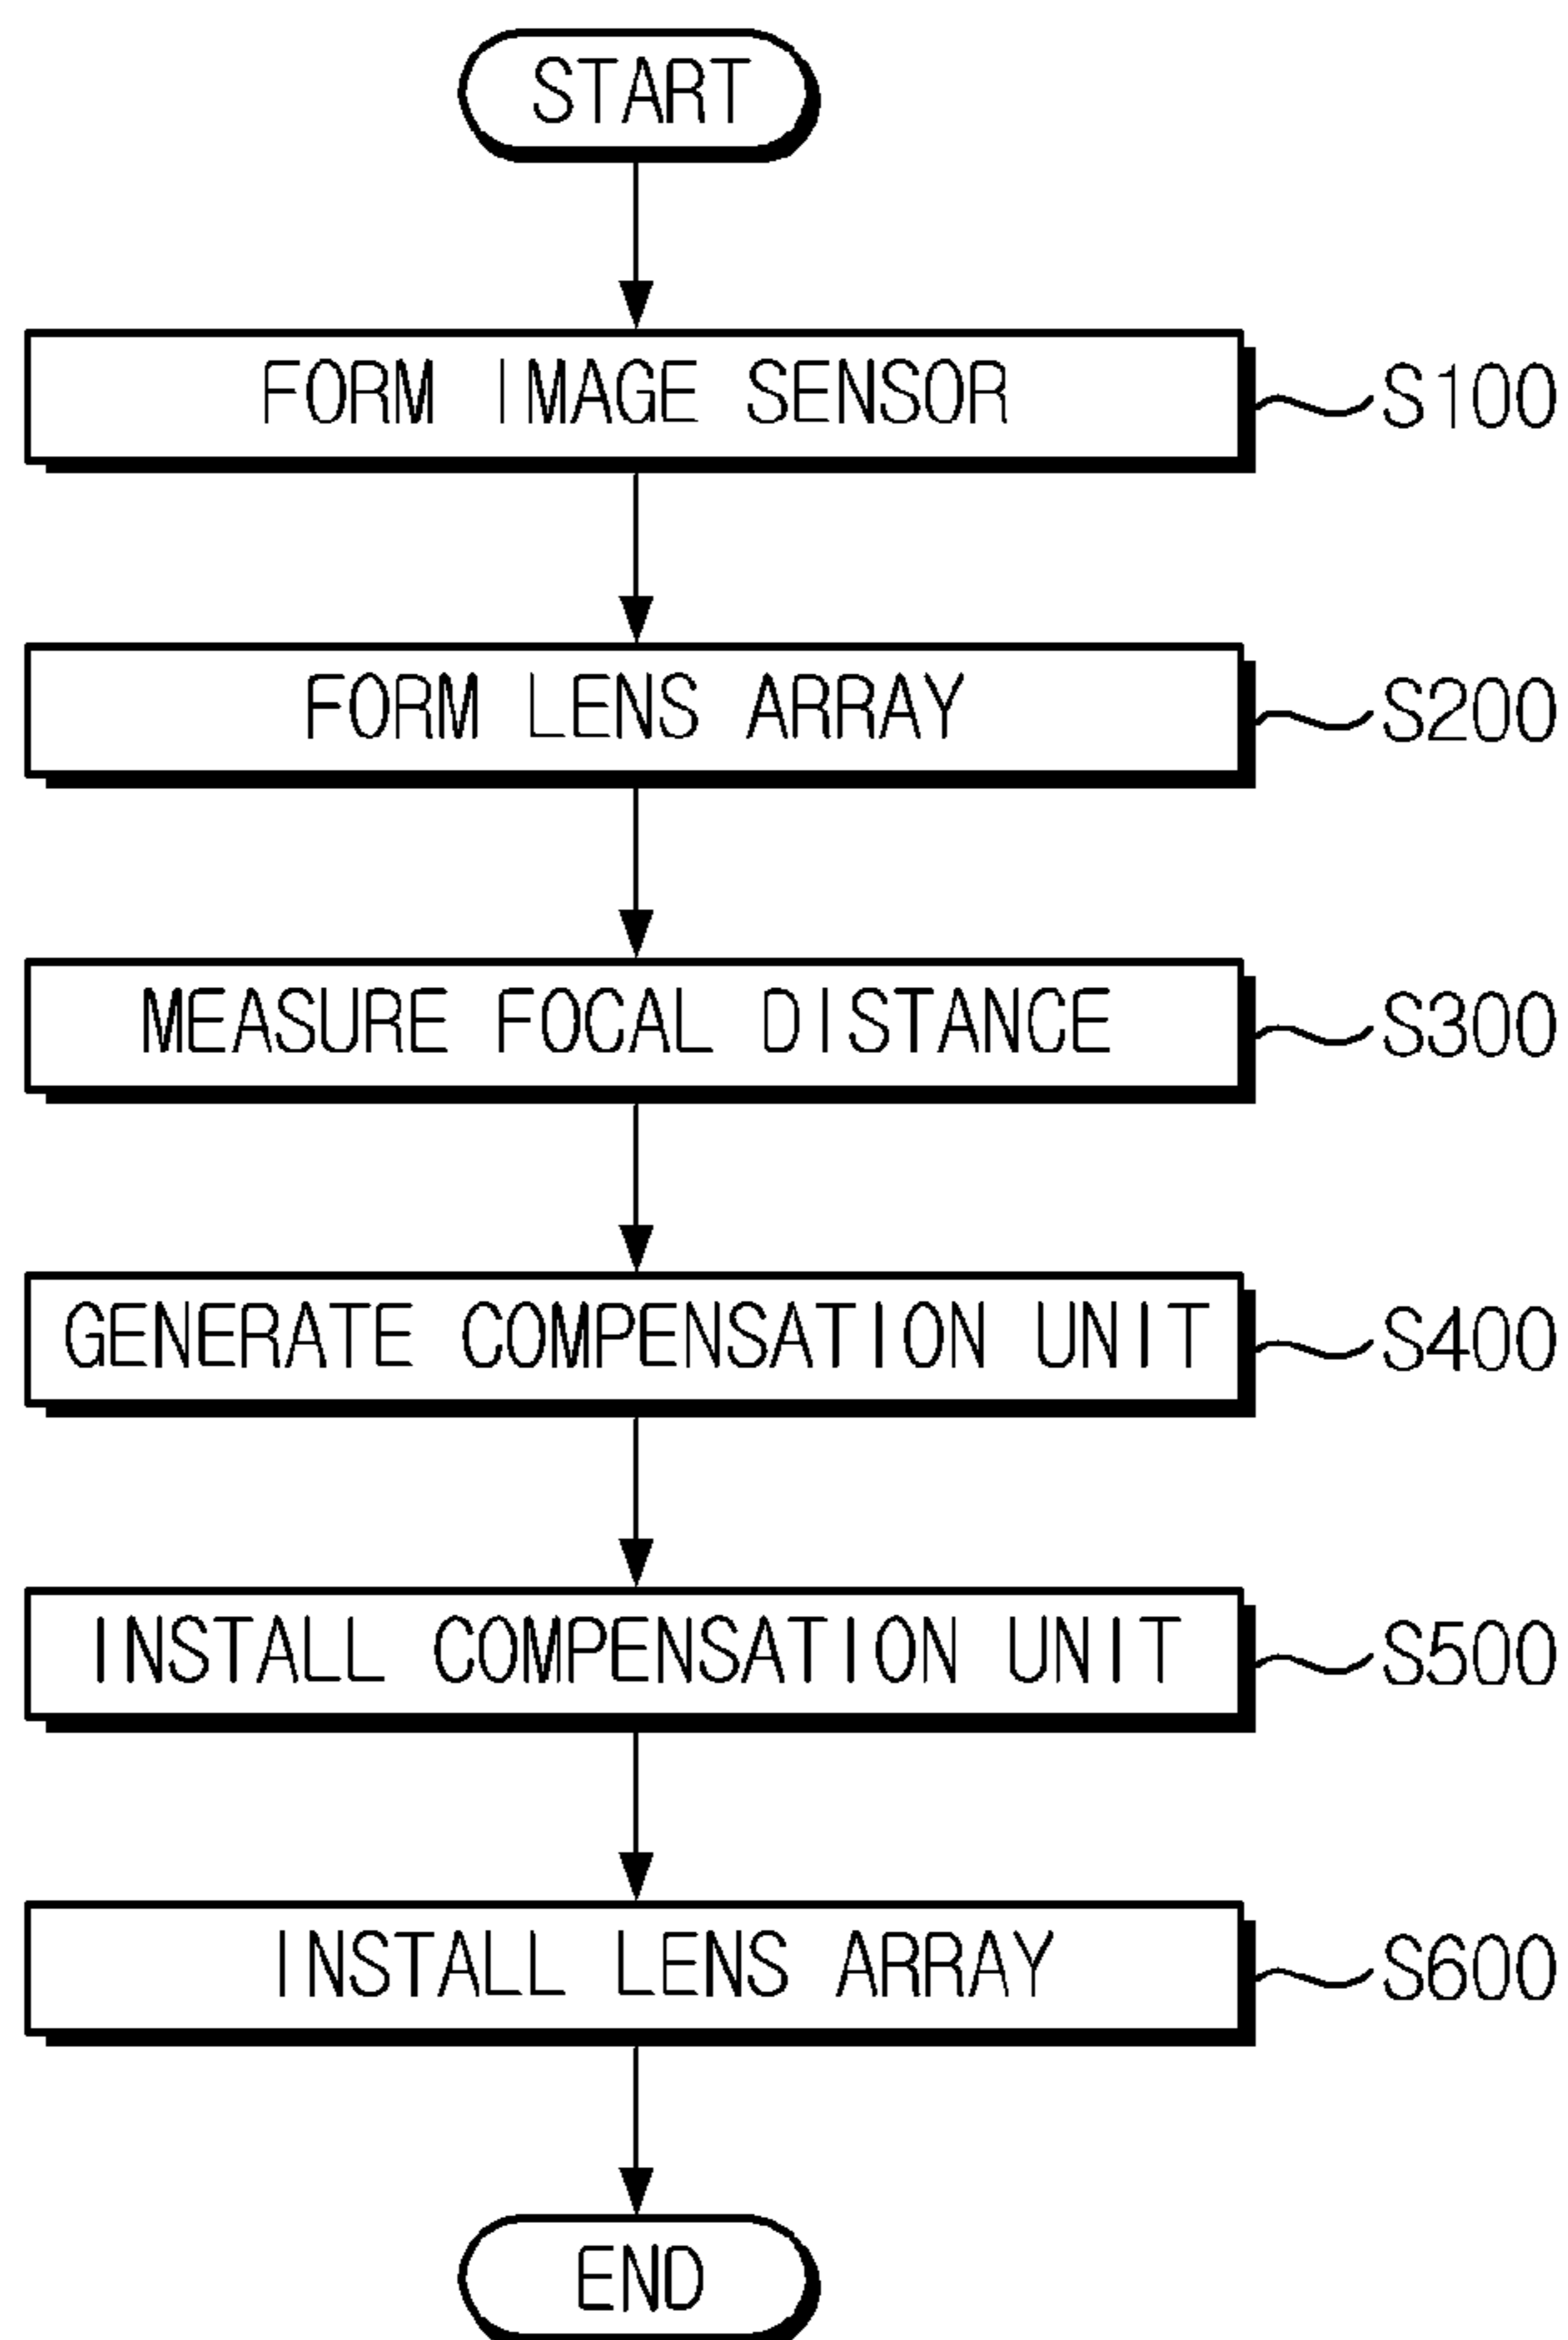 START
FORM IMAGE SENSOR
S100
FORM LENS ARRAY
S200
MEASURE FOCAL DISTANCE
S300
GENERATE COMPENSATION UNIT
S400
INSTALL COMPENSATION UNIT
S500
INSTALL LENS ARRAY
S600
END